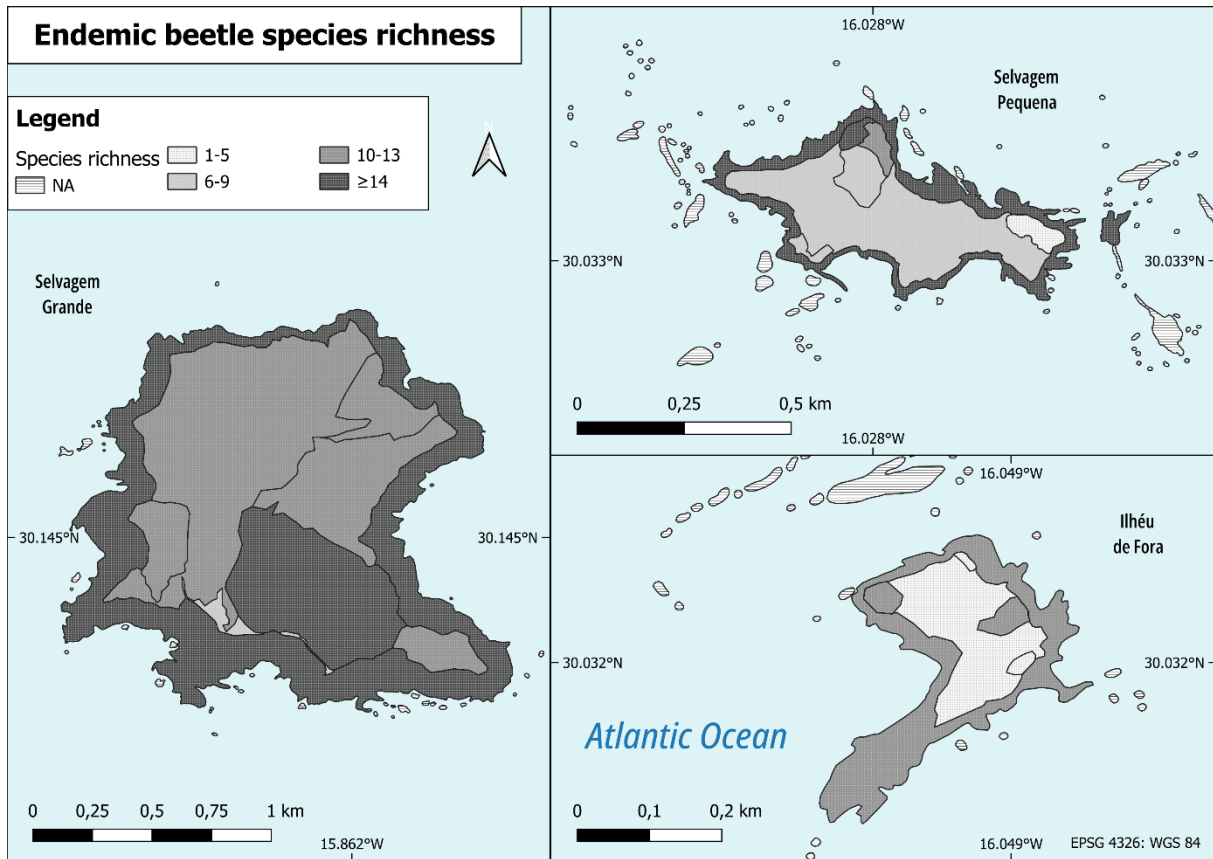 Endemic beetle species richness
Legend
Species richness
NA
1-5
6-9
10-13
≥14
N
Selvagem
Grande
30.145°N
30.145°N
0 0,25 0,5 0,75 1 km
15.862°W
16.028°W
Selvagem
Pequena
30.033°N
30.033°N
0 0,25 0,5 km
16.028°W
16.049°W
Ilhéu
de Fora
30.032°N
30.032°N
Atlantic Ocean
0 0,1 0,2 km
16.049°W
EPSG 4326: WGS 84